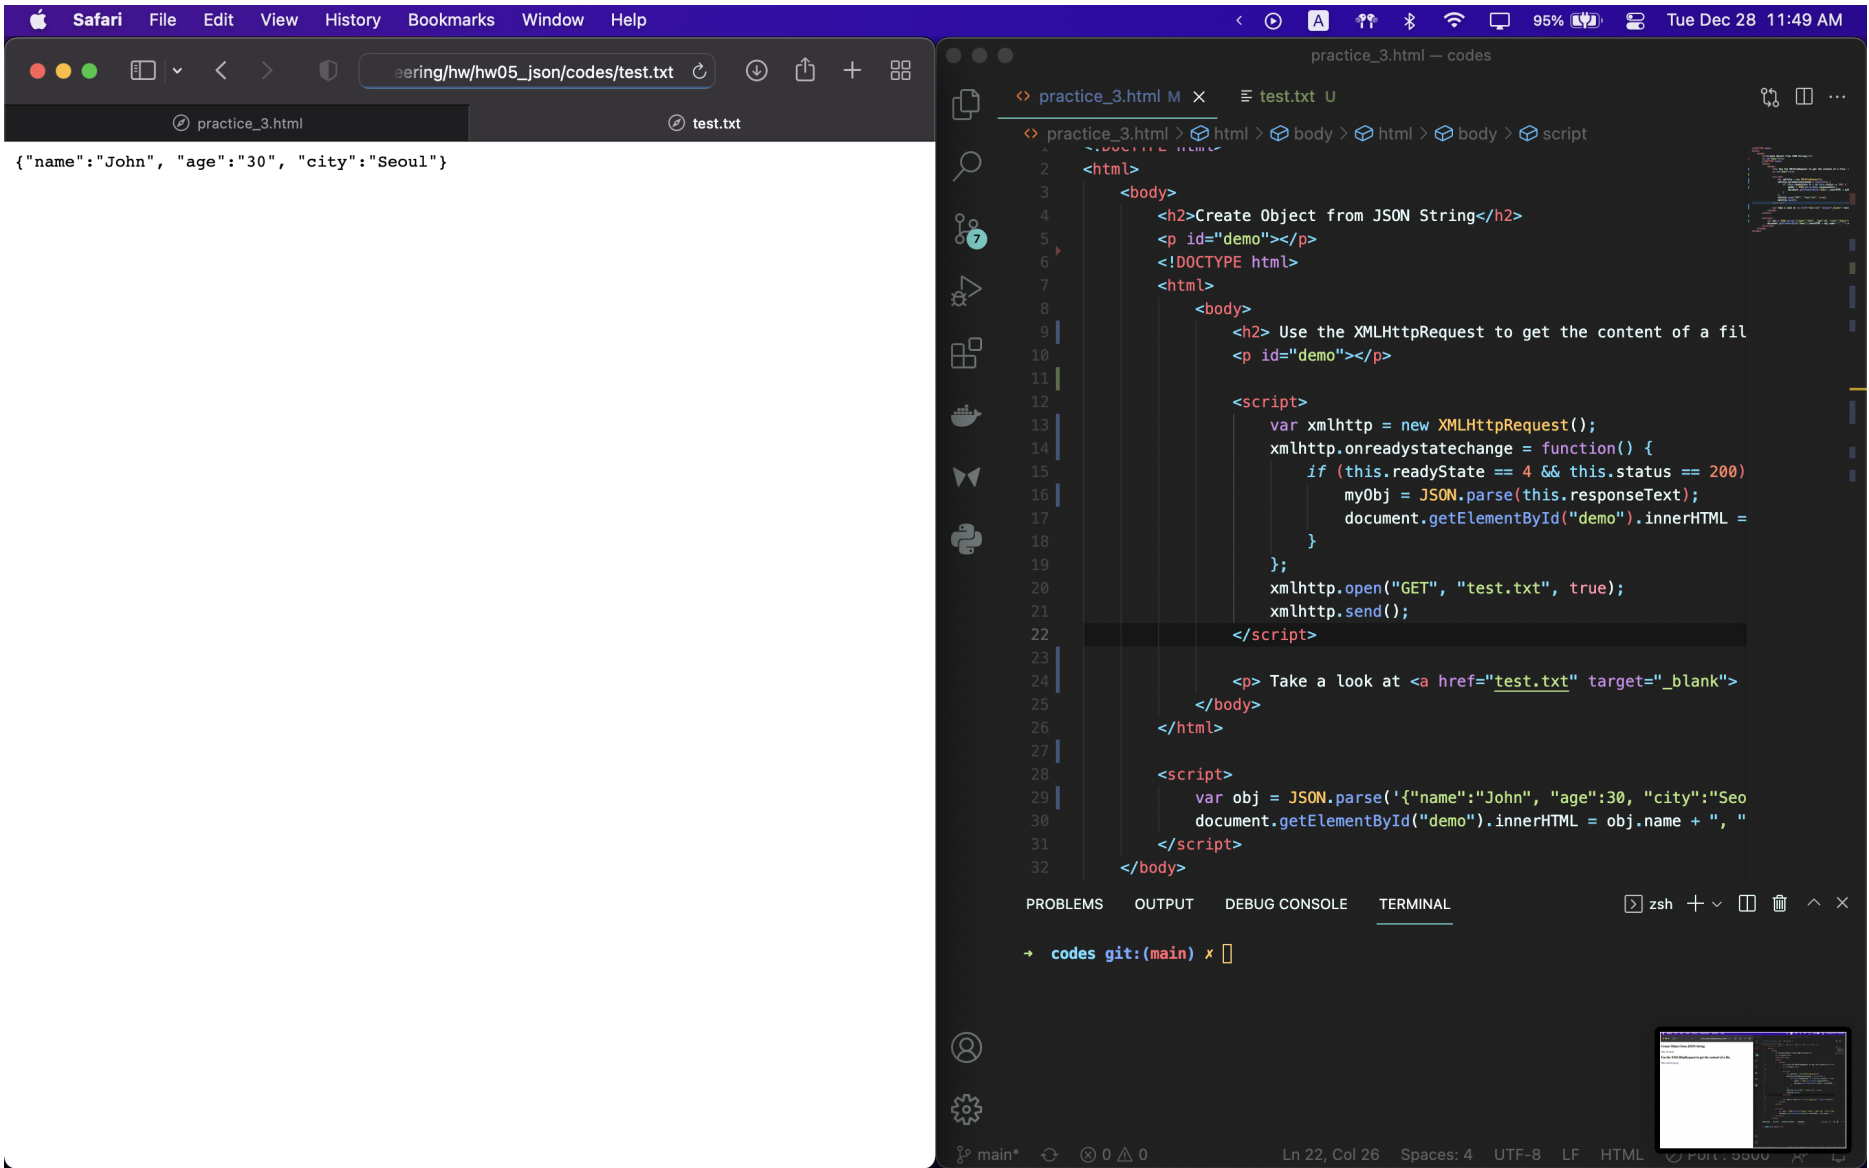 Safari File Edit View History Bookmarks Window Help A 95% Tue Dec 28 11:49 AM
eering/hw/hw05_json/codes/test.txt
practice_3.html test.txt
{"name":"John", "age":"30", "city":"Seoul"}
practice_3.html — codes
practice_3.html M test.txt U
practice_3.html > html > body > html > body > script
1 <!DOCTYPE html>
2 <html>
3 <body>
4 <h2>Create Object from JSON String</h2>
5 <p id="demo"></p>
6 <!DOCTYPE html>
7 <html>
8 <body>
9 <h2> Use the XMLHttpRequest to get the content of a fil
10 <p id="demo"></p>
11
12 <script>
13 var xmlhttp = new XMLHttpRequest();
14 xmlhttp.onreadystatechange = function() {
15 if (this.readyState == 4 && this.status == 200)
16 myObj = JSON.parse(this.responseText);
17 document.getElementById("demo").innerHTML =
18 }
19 };
20 xmlhttp.open("GET", "test.txt", true);
21 xmlhttp.send();
22 </script>
23
24 <p> Take a look at <a href="test.txt" target="_blank">
25 </body>
26 </html>
27
28 <script>
29 var obj = JSON.parse('{"name":"John", "age":30, "city":"Seo
30 document.getElementById("demo").innerHTML = obj.name + ", "
31 </script>
32 </body>
7
PROBLEMS OUTPUT DEBUG CONSOLE TERMINAL zsh
→ codes git:(main) ✗
main* 0 0 Ln 22, Col 26 Spaces: 4 UTF-8 LF HTML Port : 5500